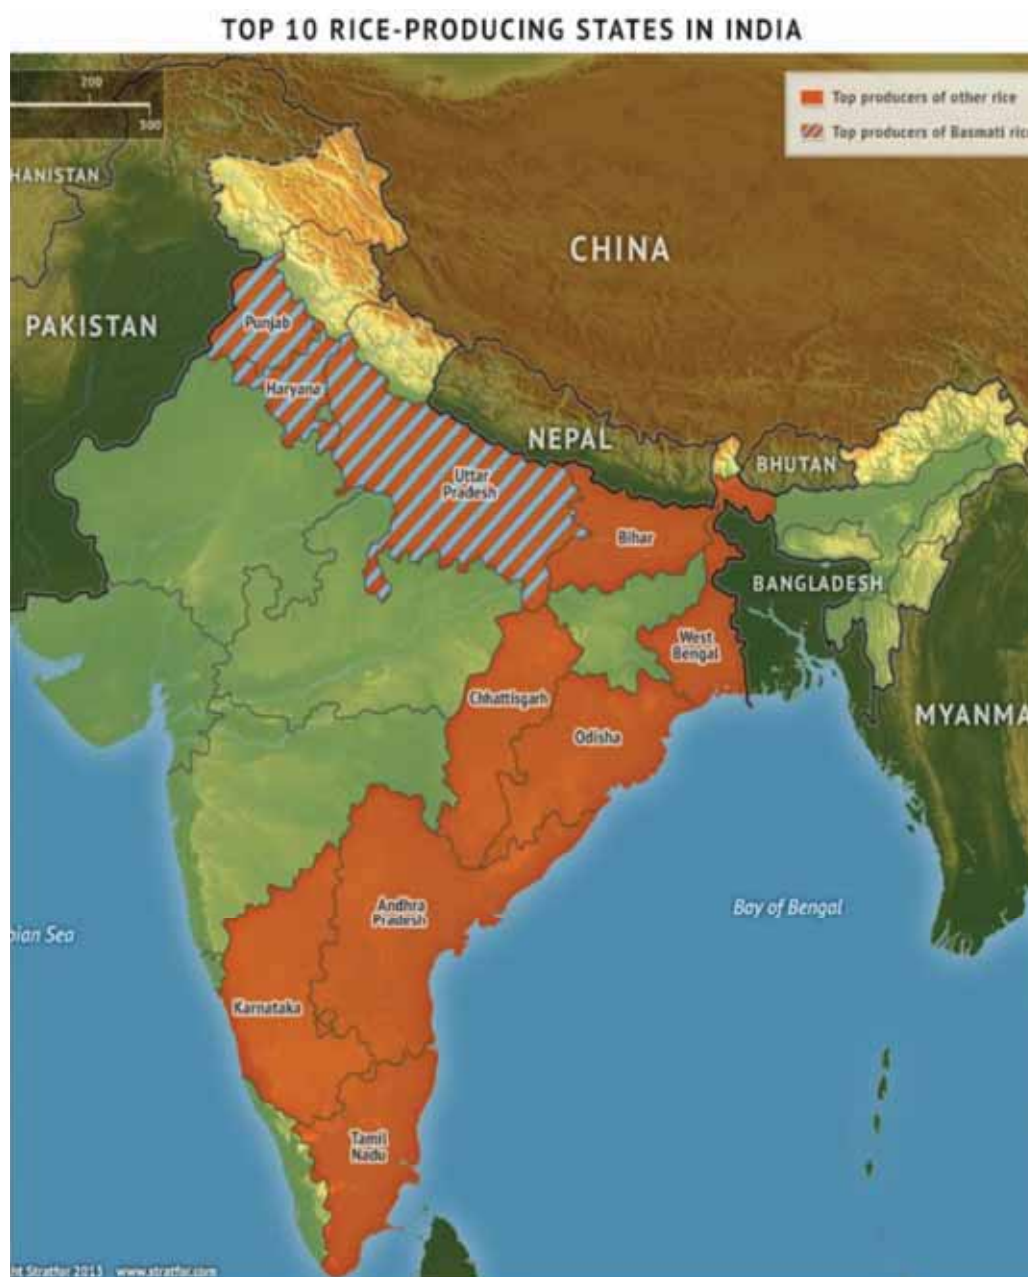 TOP 10 RICE-PRODUCING STATES IN INDIA
200
300
Top producers of other rice
Top producers of Basmati ric
HANISTAN
CHINA
PAKISTAN
Punjab
Haryana
NEPAL
BHUTAN
Uttar
Pradesh
Bihar
BANGLADESH
West
Bengal
Chhattisgarh
MYANMA
Odisha
Andhra
Pradesh
Bay of Bengal
bian Sea
Karnataka
Tamil
Nadu
ht Stratfor 2013 www.stratfor.com